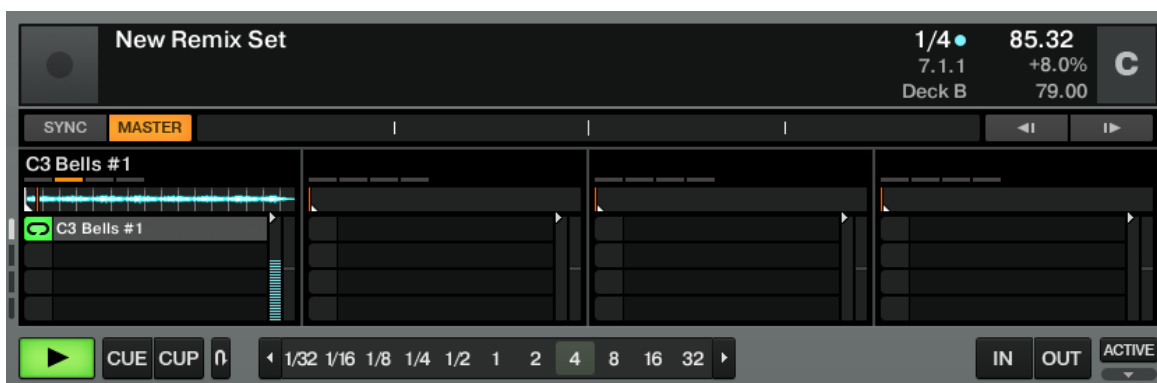 New Remix Set 1/4 85.32
7.1.1 +8.0% C
Deck B 79.00
SYNC MASTER
C3 Bells #1
C3 Bells #1
CUE CUP 1/32 1/16 1/8 1/4 1/2 1 2 4 8 16 32 IN OUT ACTIVE